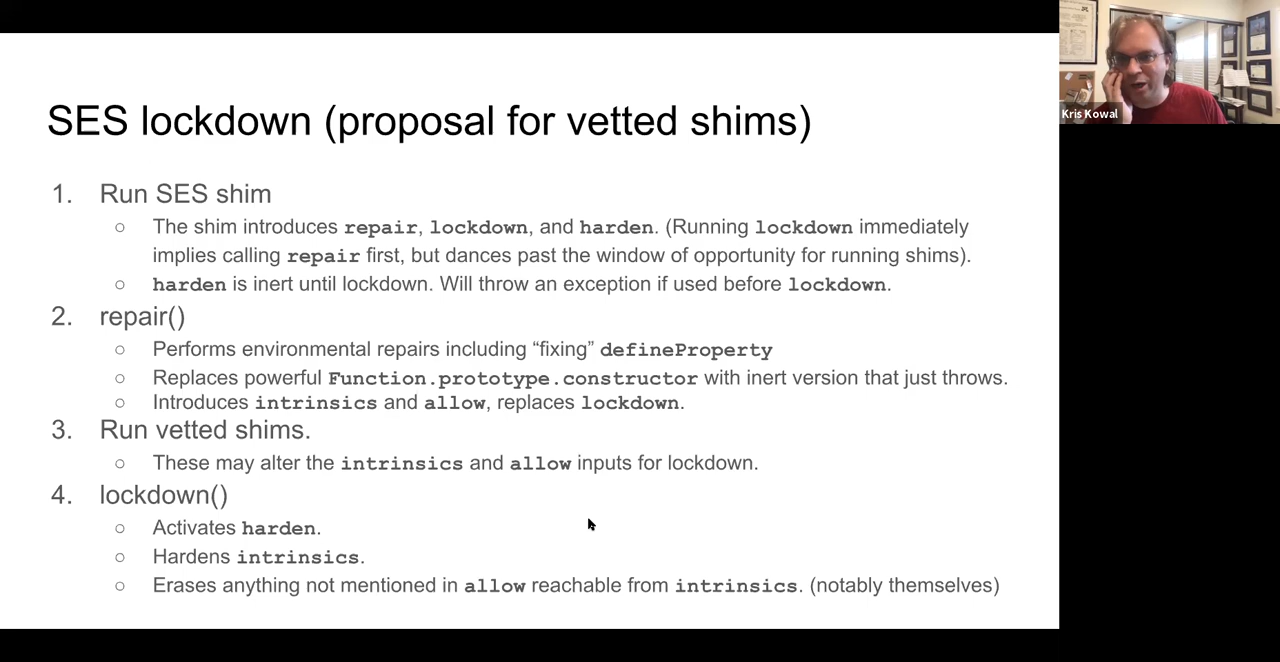 SES lockdown (proposal for vetted shims)
1. Run SES shim
○ The shim introduces repair, lockdown, and harden. (Running lockdown immediately
implies calling repair first, but dances past the window of opportunity for running shims).
○ harden is inert until lockdown. Will throw an exception if used before lockdown.
2. repair()
○ Performs environmental repairs including “fixing” defineProperty
○ Replaces powerful Function.prototype.constructor with inert version that just throws.
○ Introduces intrinsics and allow, replaces lockdown.
3. Run vetted shims.
○ These may alter the intrinsics and allow inputs for lockdown.
4. lockdown()
○ Activates harden.
○ Hardens intrinsics.
○ Erases anything not mentioned in allow reachable from intrinsics. (notably themselves)
Kris Kowal